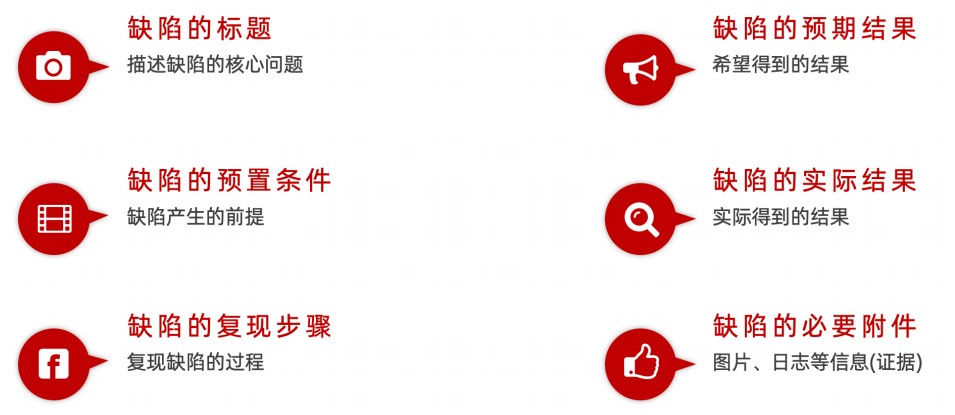 缺陷的标题
描述缺陷的核心问题
缺陷的预置条件
缺陷产生的前提
缺陷的复现步骤
复现缺陷的过程
缺陷的预期结果
希望得到的结果
缺陷的实际结果
实际得到的结果
缺陷的必要附件
图片、日志等信息(证据)